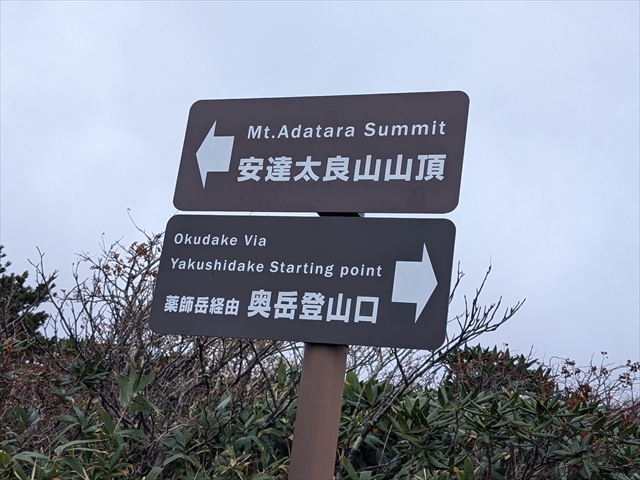 Mt.Adatara Summit
安達太良山山頂
Okudake Via
Yakushidake Starting point
薬師岳経由 奥岳登山口